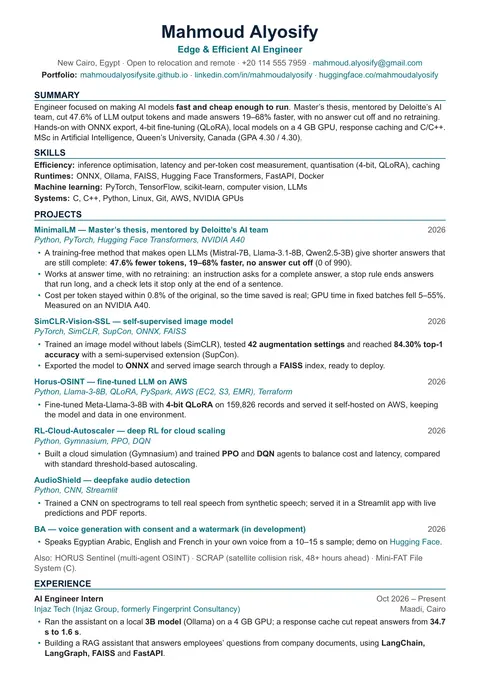 Mahmoud Alyosify
Edge & Efficient AI Engineer
New Cairo, Egypt · Open to relocation and remote · +20 114 555 7959 · mahmoud.alyosify@gmail.com
Portfolio: mahmoudalyosifysite.github.io · linkedin.com/in/mahmoudalyosify · huggingface.co/mahmoudalyosify
SUMMARY
Engineer focused on making AI models fast and cheap enough to run. Master's thesis, mentored by Deloitte's AI
team, cut 47.6% of LLM output tokens and made answers 19–68% faster, with no answer cut off and no retraining.
Hands-on with ONNX export, 4-bit fine-tuning (QLoRA), local models on a 4 GB GPU, response caching and C/C++.
MSc in Artificial Intelligence, Queen's University, Canada (GPA 4.30 / 4.30).
SKILLS
Efficiency: inference optimisation, latency and per-token cost measurement, quantisation (4-bit, QLoRA), caching
Runtimes: ONNX, Ollama, FAISS, Hugging Face Transformers, FastAPI, Docker
Machine learning: PyTorch, TensorFlow, scikit-learn, computer vision, LLMs
Systems: C, C++, Python, Linux, Git, AWS, NVIDIA GPUs
PROJECTS
MinimalLM — Master's thesis, mentored by Deloitte's AI team 2026
Python, PyTorch, Hugging Face Transformers, NVIDIA A40
• A training-free method that makes open LLMs (Mistral-7B, Llama-3.1-8B, Qwen2.5-3B) give shorter answers that
are still complete: 47.6% fewer tokens, 19–68% faster, no answer cut off (0 of 990).
• Works at answer time, with no retraining: an instruction asks for a complete answer, a stop rule ends answers
that run long, and a check lets it stop only at the end of a sentence.
• Cost per token stayed within 0.8% of the original, so the time saved is real; GPU time in fixed batches fell 5–55%.
Measured on an NVIDIA A40.
SimCLR-Vision-SSL — self-supervised image model 2026
PyTorch, SimCLR, SupCon, ONNX, FAISS
• Trained an image model without labels (SimCLR), tested 42 augmentation settings and reached 84.30% top-1
accuracy with a semi-supervised extension (SupCon).
• Exported the model to ONNX and served image search through a FAISS index, ready to deploy.
Horus-OSINT — fine-tuned LLM on AWS 2026
Python, Llama-3-8B, QLoRA, PySpark, AWS (EC2, S3, EMR), Terraform
• Fine-tuned Meta-Llama-3-8B with 4-bit QLoRA on 159,826 records and served it self-hosted on AWS, keeping
the model and data in one environment.
RL-Cloud-Autoscaler — deep RL for cloud scaling 2026
Python, Gymnasium, PPO, DQN
• Built a cloud simulation (Gymnasium) and trained PPO and DQN agents to balance cost and latency, compared
with standard threshold-based autoscaling.
AudioShield — deepfake audio detection
Python, CNN, Streamlit
• Trained a CNN on spectrograms to tell real speech from synthetic speech; served it in a Streamlit app with live
predictions and PDF reports.
BA — voice generation with consent and a watermark (in development) 2026
• Speaks Egyptian Arabic, English and French in your own voice from a 10–15 s sample; demo on Hugging Face.
Also: HORUS Sentinel (multi-agent OSINT) · SCRAP (satellite collision risk, 48+ hours ahead) · Mini-FAT File
System (C).
EXPERIENCE
AI Engineer Intern Oct 2026 – Present
Injaz Tech (Injaz Group, formerly Fingerprint Consultancy) Maadi, Cairo
• Ran the assistant on a local 3B model (Ollama) on a 4 GB GPU; a response cache cut repeat answers from 34.7
s to 1.6 s.
• Building a RAG assistant that answers employees' questions from company documents, using LangChain,
LangGraph, FAISS and FastAPI.